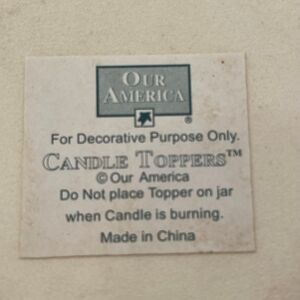 OUR
AMERICA
®
For Decorative Purpose Only.
CANDLE TOPPERS™
© Our America
Do Not place Topper on jar
when Candle is burning.
Made in China